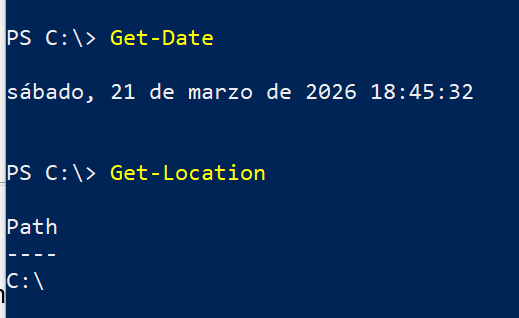 PS C:\> Get-Date
sábado, 21 de marzo de 2026 18:45:32
PS C:\> Get-Location
Path
----
C:\